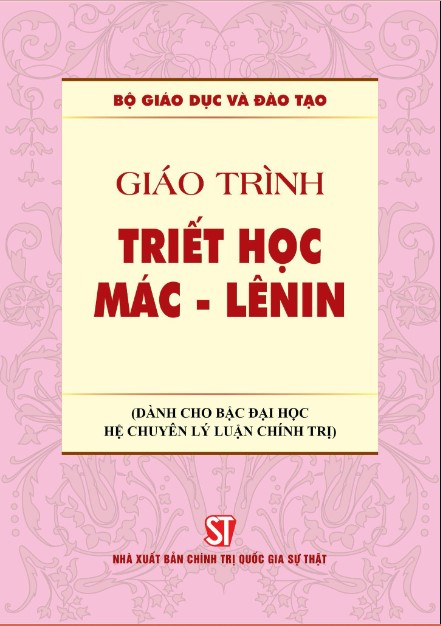 BỘ GIÁO DỤC VÀ ĐÀO TẠO
GIÁO TRÌNH
TRIẾT HỌC
MÁC - LÊNIN
(DÀNH CHO BẬC ĐẠI HỌC
HỆ CHUYÊN LÝ LUẬN CHÍNH TRỊ)
ST
NHÀ XUẤT BẢN CHÍNH TRỊ QUỐC GIA SỰ THẬT